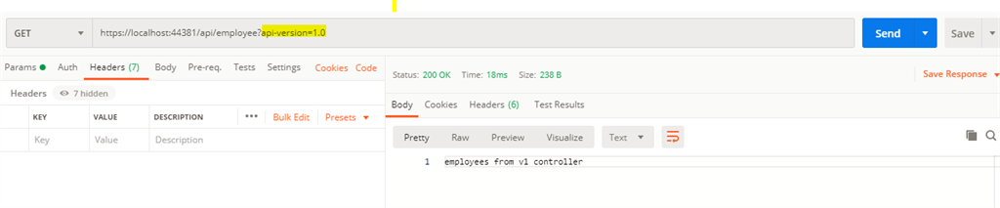 GET https://localhost:44381/api/employee?api-version=1.0 Send Save
Params Auth Headers (7) Body Pre-req. Tests Settings Cookies Code
Status: 200 OK Time: 18ms Size: 238 B Save Response
Headers 7 hidden
Body Cookies Headers (6) Test Results
KEY VALUE DESCRIPTION ••• Bulk Edit Presets
Key Value Description
Pretty Raw Preview Visualize Text
1 employees from v1 controller